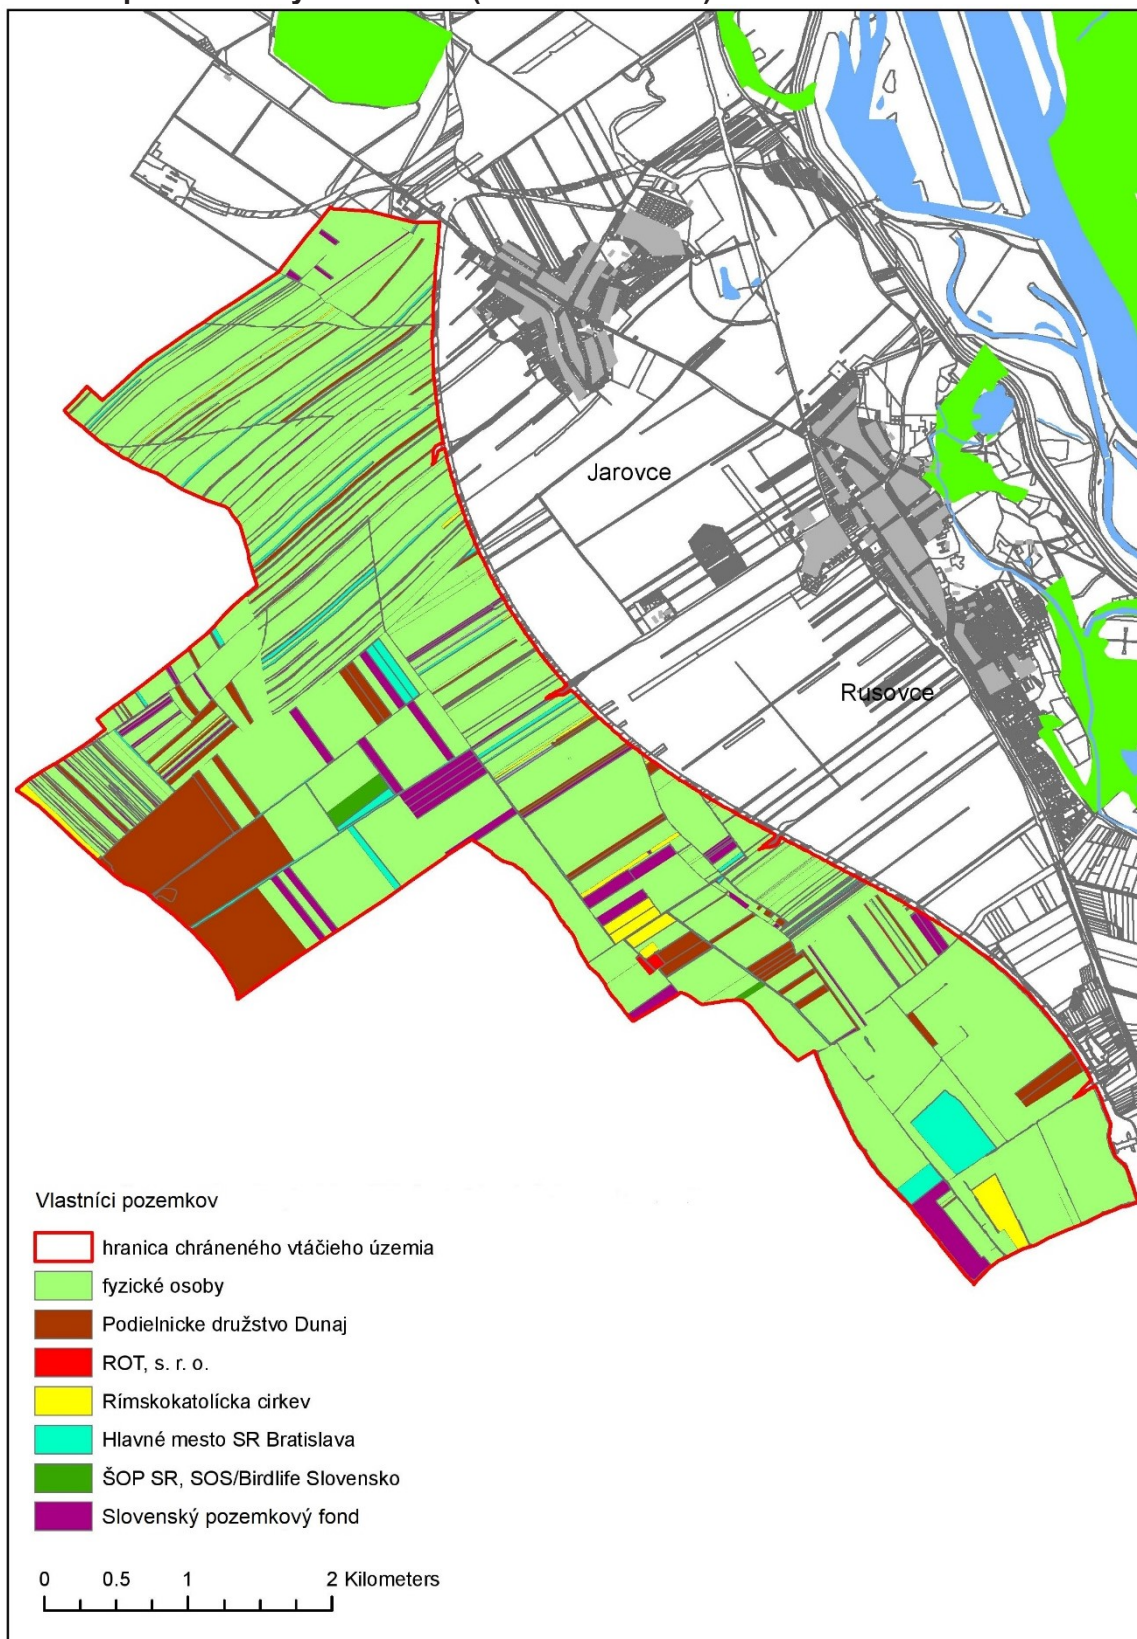 Jarovce
Rusovce
Vlastníci pozemkov
hranica chráneného vtáčieho územia
fyzické osoby
Podielnicke družstvo Dunaj
ROT, s. r. o.
Rímskokatolícka cirkev
Hlavné mesto SR Bratislava
ŠOP SR, SOS/Birdlife Slovensko
Slovenský pozemkový fond
0 0.5 1 2 Kilometers